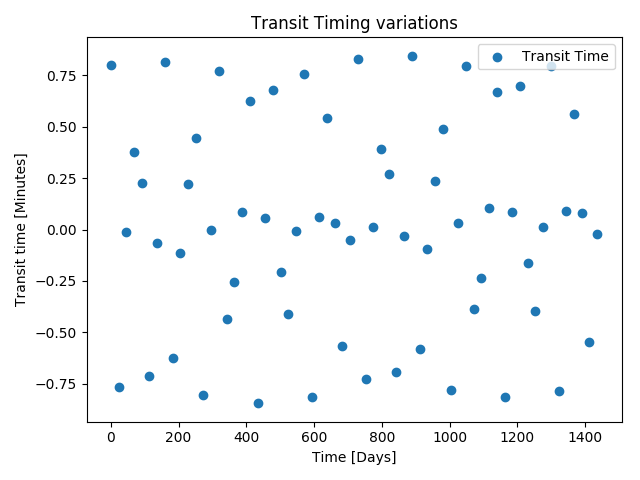 Transit Timing variations
Transit Time
0.75
0.50
0.25
0.00
−0.25
−0.50
−0.75
Transit time [Minutes]
0 200 400 600 800 1000 1200 1400
Time [Days]